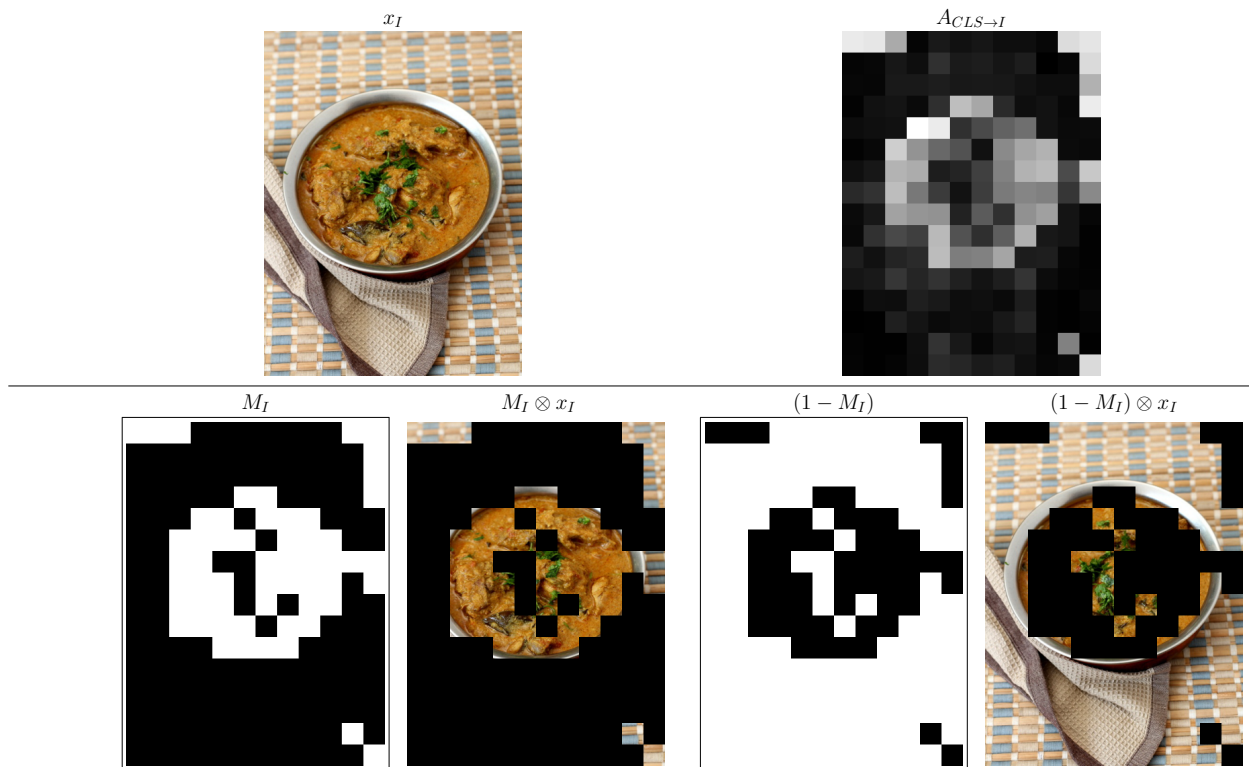 x_I
A_{CLS→I}
M_I
M_I ⊗ x_I
(1 − M_I)
(1 − M_I) ⊗ x_I